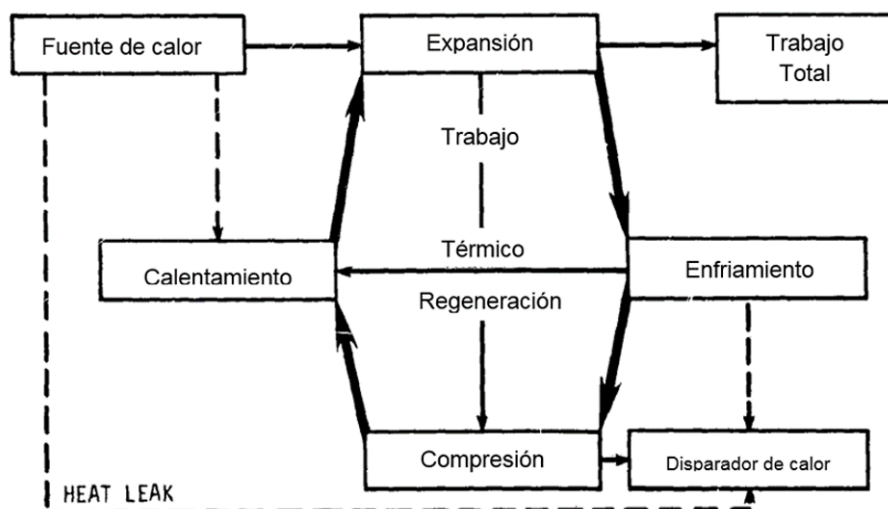 Fuente de calor
Expansión
Trabajo
Total
Trabajo
Calentamiento
Térmico
Regeneración
Enfriamiento
Compresión
Disparador de calor
HEAT LEAK